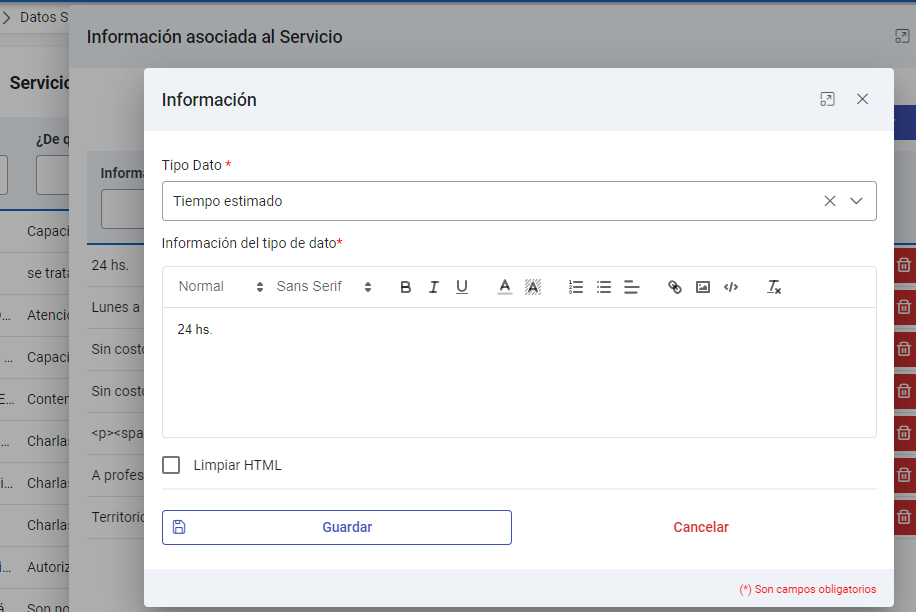 Datos S
Información asociada al Servicio
Servicio
Información
¿De q
Tipo Dato *
Inform
Tiempo estimado
Capaci
Información del tipo de dato*
24 hs.
se trata
Normal Sans Serif B I U A A
Lunes a
Atenció
24 hs.
Sin costo
... Capaci
Sin costo
E... Conten
<p><spa
... Charlas
Limpiar HTML
A profes
i... Charlas
Territorio
Guardar Cancelar
Charlas
i... Autoriz
(*) Son campos obligatorios
á Son no